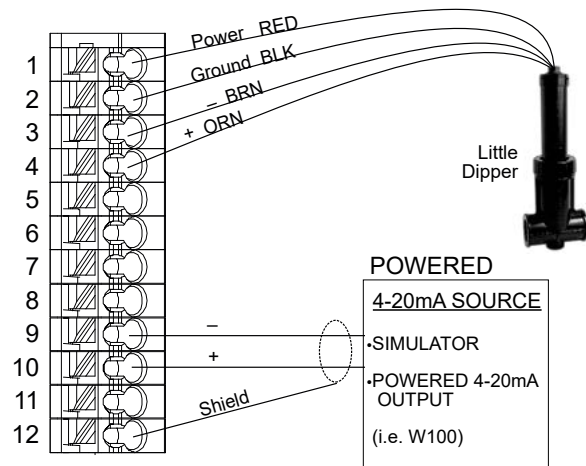 Power RED
1
Ground BLK
2
– BRN
3
+ ORN
4
Little
Dipper
5
6
7
8
9
10
11
12
–
+
Shield
POWERED
4-20mA SOURCE
•SIMULATOR
•POWERED 4-20mA
OUTPUT
(i.e. W100)